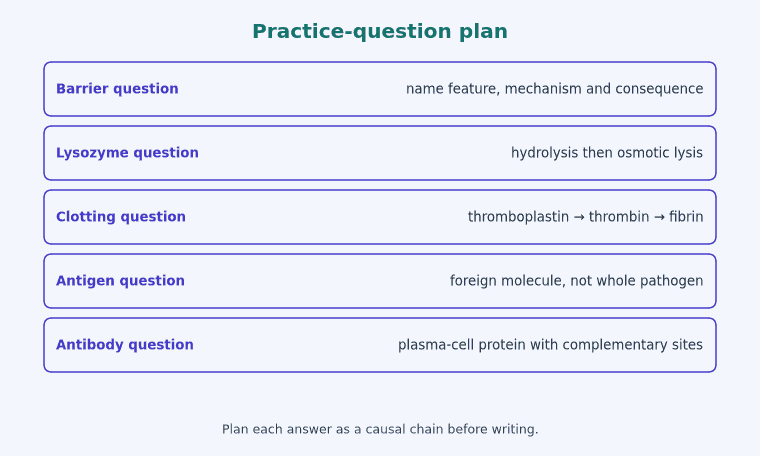 Practice-question plan
Barrier question name feature, mechanism and consequence
Lysozyme question hydrolysis then osmotic lysis
Clotting question thromboplastin → thrombin → fibrin
Antigen question foreign molecule, not whole pathogen
Antibody question plasma-cell protein with complementary sites
Plan each answer as a causal chain before writing.